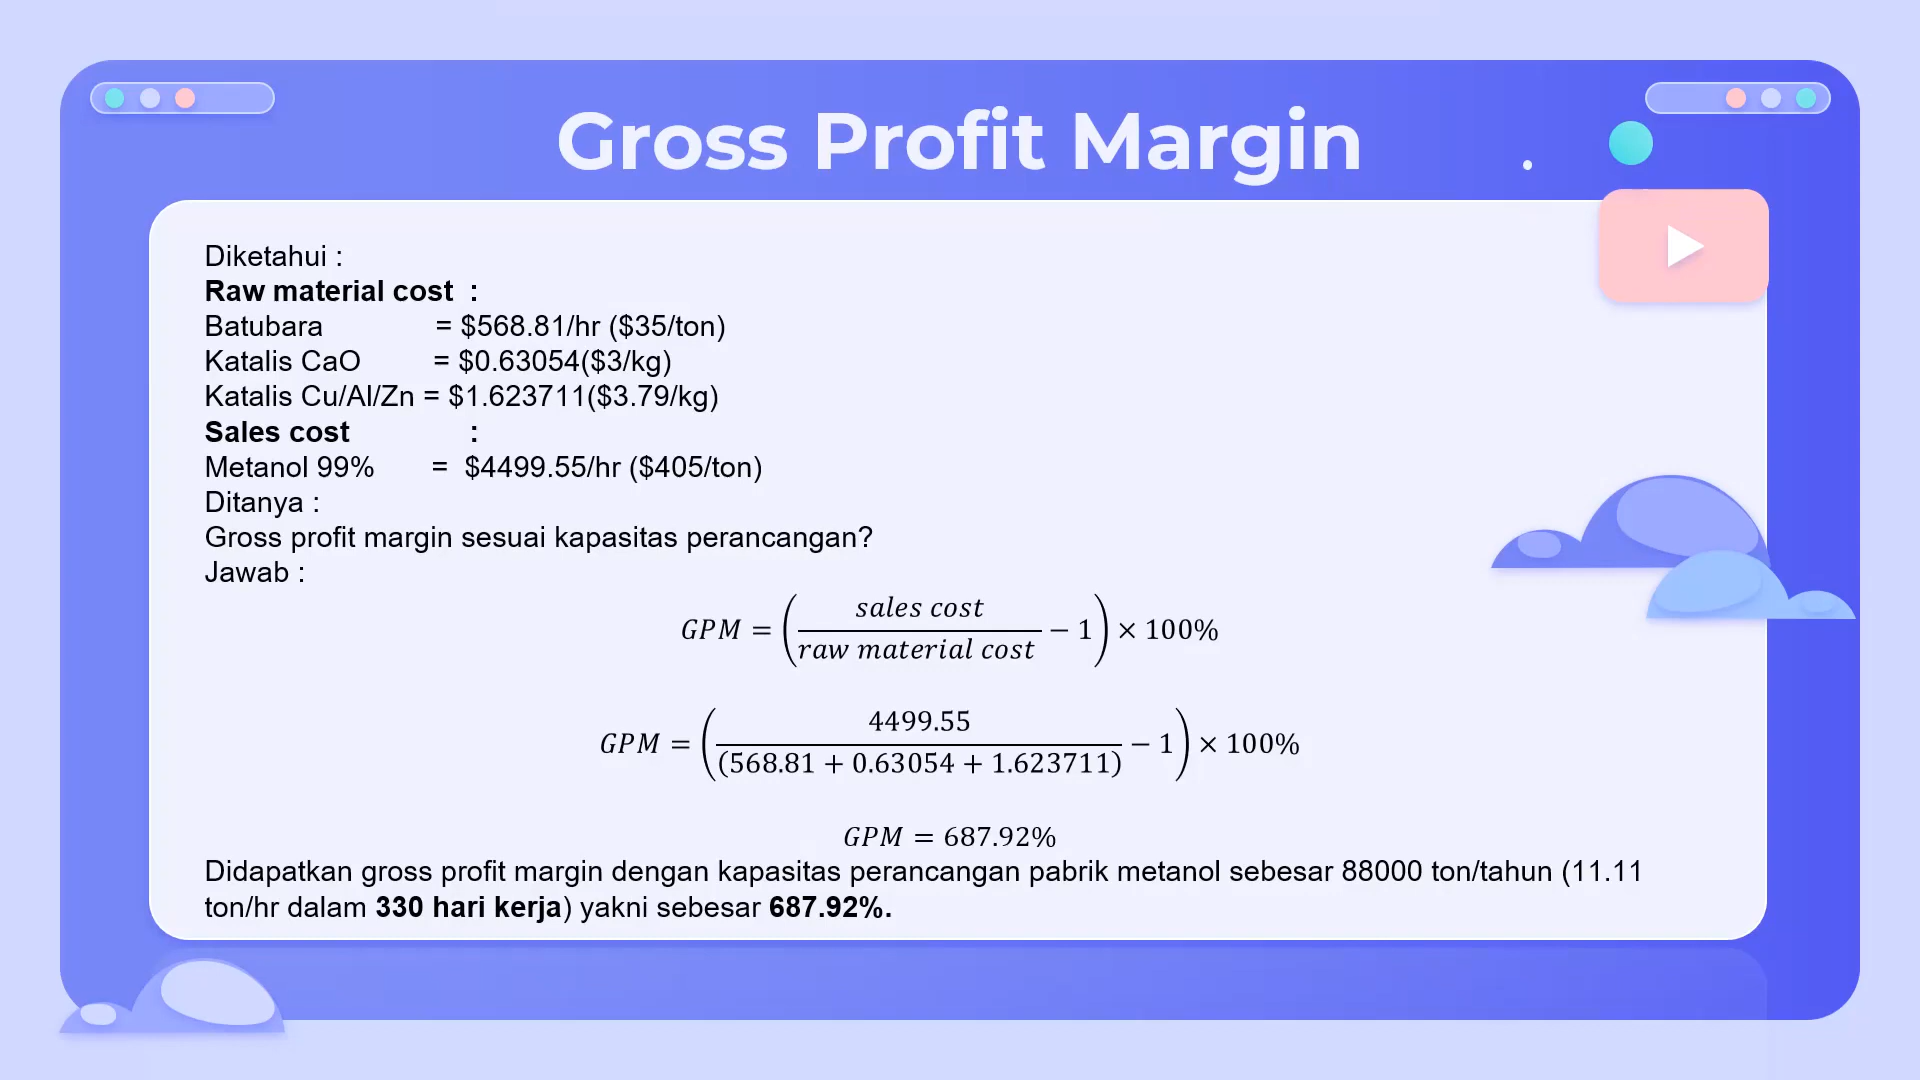 Gross Profit Margin
Diketahui :
Raw material cost :
Batubara = $568.81/hr ($35/ton)
Katalis CaO = $0.63054($3/kg)
Katalis Cu/Al/Zn = $1.623711($3.79/kg)
Sales cost :
Metanol 99% = $4499.55/hr ($405/ton)
Ditanya :
Gross profit margin sesuai kapasitas perancangan?
Jawab :
GPM = (sales cost / raw material cost − 1) × 100%
GPM = (4499.55 / (568.81 + 0.63054 + 1.623711) − 1) × 100%
GPM = 687.92%
Didapatkan gross profit margin dengan kapasitas perancangan pabrik metanol sebesar 88000 ton/tahun (11.11
ton/hr dalam 330 hari kerja) yakni sebesar 687.92%.